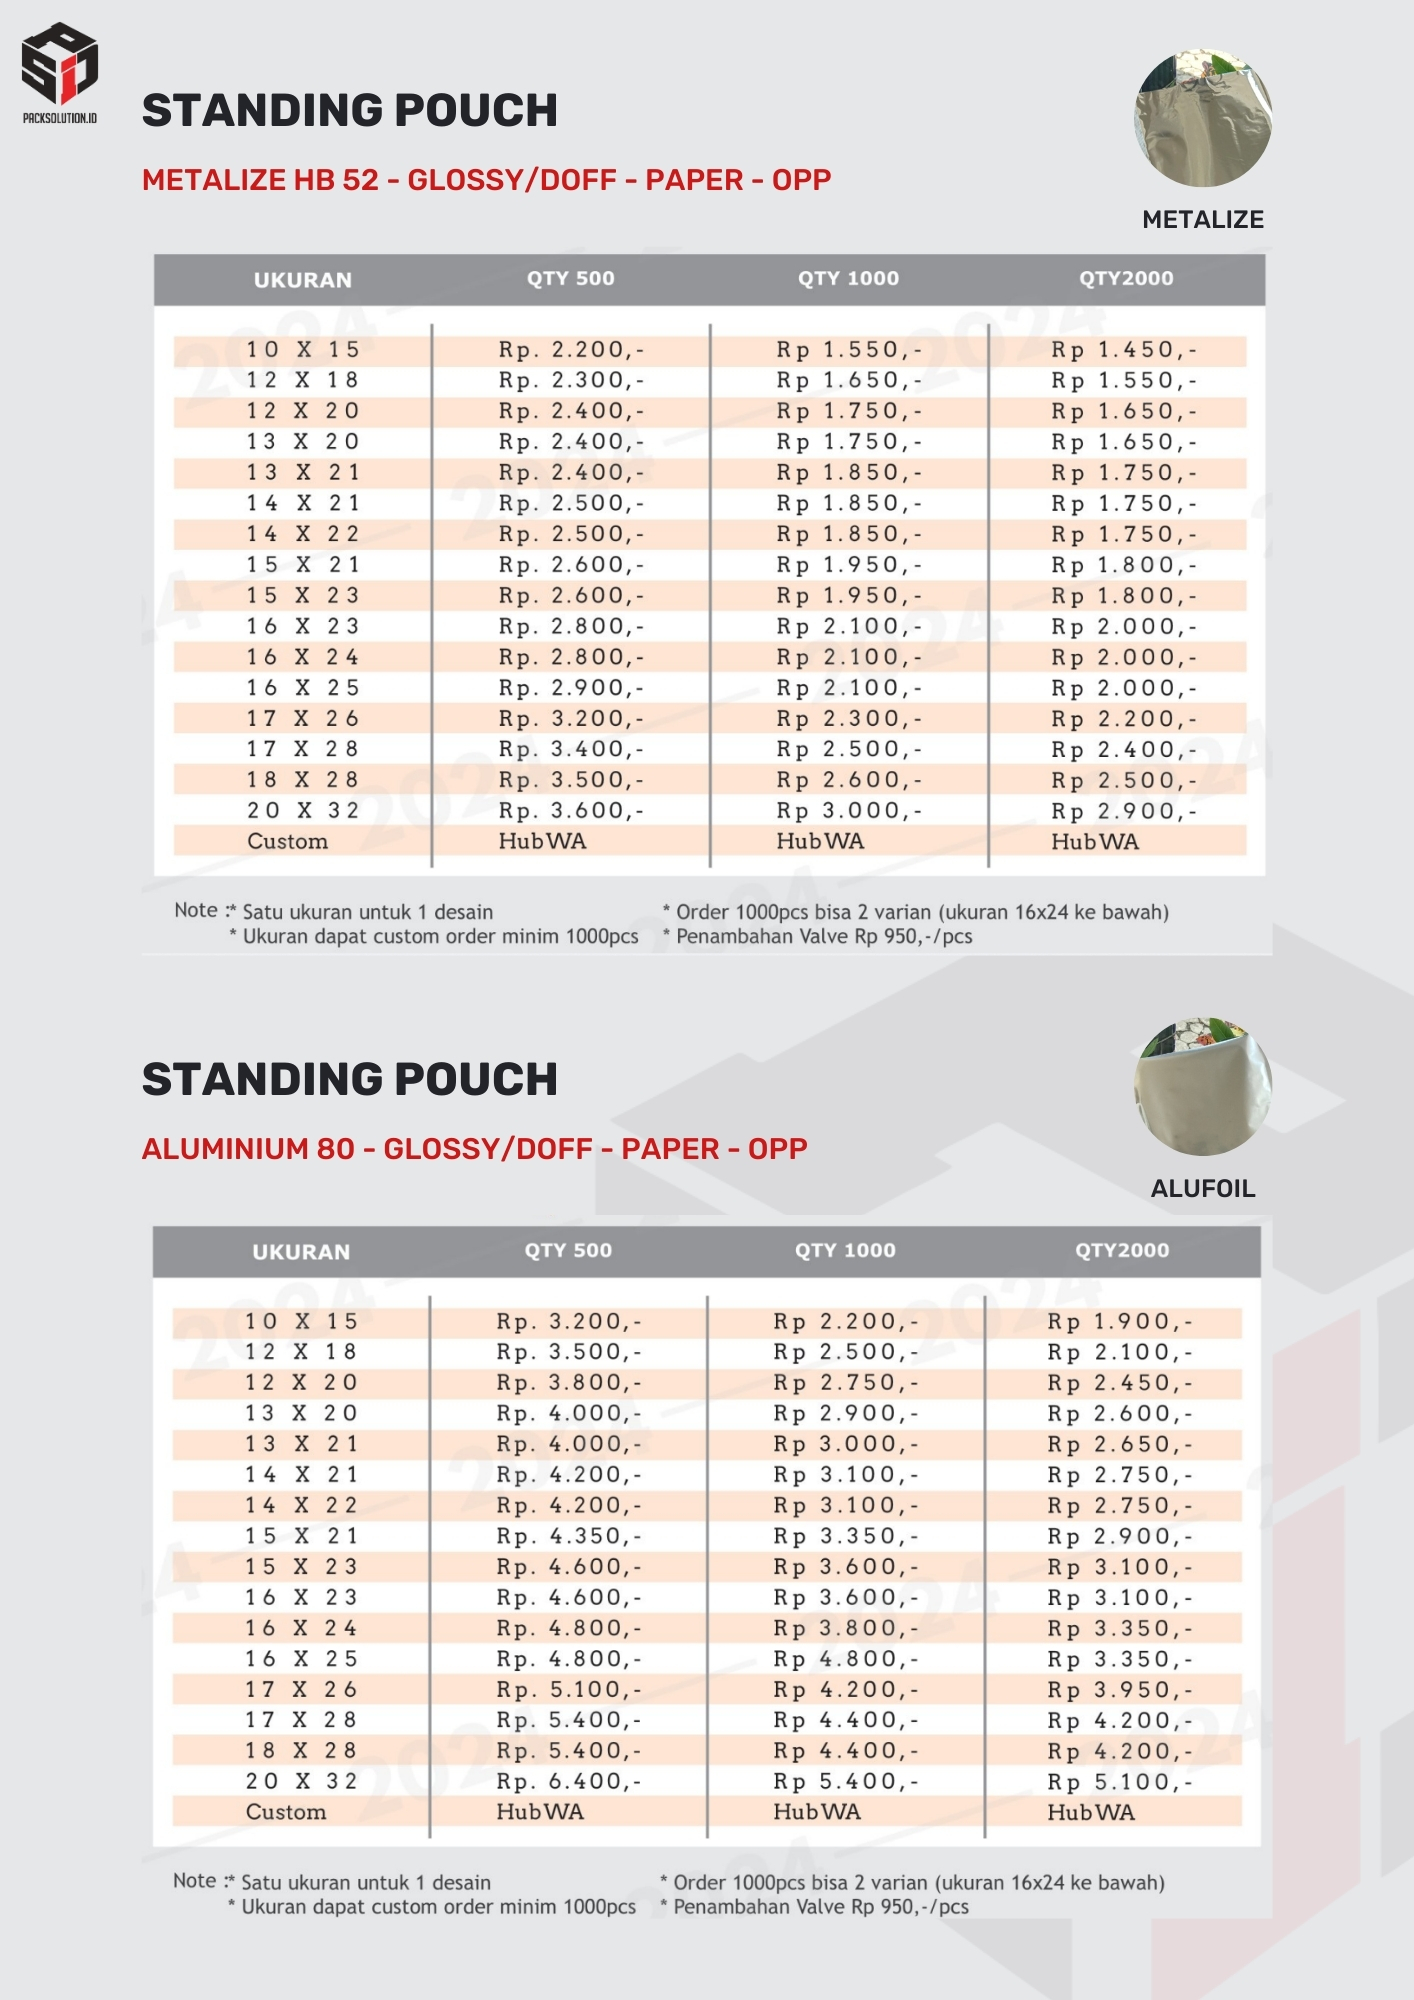 PSID
PACKSOLUTION.ID
STANDING POUCH
METALIZE HB 52 - GLOSSY/DOFF - PAPER - OPP
METALIZE
UKURAN QTY 500 QTY 1000 QTY2000
10 X 15 Rp. 2.200,- Rp 1.550,- Rp 1.450,-
12 X 18 Rp. 2.300,- Rp 1.650,- Rp 1.550,-
12 X 20 Rp. 2.400,- Rp 1.750,- Rp 1.650,-
13 X 20 Rp. 2.400,- Rp 1.750,- Rp 1.650,-
13 X 21 Rp. 2.400,- Rp 1.850,- Rp 1.750,-
14 X 21 Rp. 2.500,- Rp 1.850,- Rp 1.750,-
14 X 22 Rp. 2.500,- Rp 1.850,- Rp 1.750,-
15 X 21 Rp. 2.600,- Rp 1.950,- Rp 1.800,-
15 X 23 Rp. 2.600,- Rp 1.950,- Rp 1.800,-
16 X 23 Rp. 2.800,- Rp 2.100,- Rp 2.000,-
16 X 24 Rp. 2.800,- Rp 2.100,- Rp 2.000,-
16 X 25 Rp. 2.900,- Rp 2.100,- Rp 2.000,-
17 X 26 Rp. 3.200,- Rp 2.300,- Rp 2.200,-
17 X 28 Rp. 3.400,- Rp 2.500,- Rp 2.400,-
18 X 28 Rp. 3.500,- Rp 2.600,- Rp 2.500,-
20 X 32 Rp. 3.600,- Rp 3.000,- Rp 2.900,-
Custom Hub WA Hub WA Hub WA
Note :* Satu ukuran untuk 1 desain * Order 1000pcs bisa 2 varian (ukuran 16x24 ke bawah)
* Ukuran dapat custom order minim 1000pcs * Penambahan Valve Rp 950,-/pcs
STANDING POUCH
ALUMINIUM 80 - GLOSSY/DOFF - PAPER - OPP
ALUFOIL
UKURAN QTY 500 QTY 1000 QTY2000
10 X 15 Rp. 3.200,- Rp 2.200,- Rp 1.900,-
12 X 18 Rp. 3.500,- Rp 2.500,- Rp 2.100,-
12 X 20 Rp. 3.800,- Rp 2.750,- Rp 2.450,-
13 X 20 Rp. 4.000,- Rp 2.900,- Rp 2.600,-
13 X 21 Rp. 4.000,- Rp 3.000,- Rp 2.650,-
14 X 21 Rp. 4.200,- Rp 3.100,- Rp 2.750,-
14 X 22 Rp. 4.200,- Rp 3.100,- Rp 2.750,-
15 X 21 Rp. 4.350,- Rp 3.350,- Rp 2.900,-
15 X 23 Rp. 4.600,- Rp 3.600,- Rp 3.100,-
16 X 23 Rp. 4.600,- Rp 3.600,- Rp 3.100,-
16 X 24 Rp. 4.800,- Rp 3.800,- Rp 3.350,-
16 X 25 Rp. 4.800,- Rp 4.800,- Rp 3.350,-
17 X 26 Rp. 5.100,- Rp 4.200,- Rp 3.950,-
17 X 28 Rp. 5.400,- Rp 4.400,- Rp 4.200,-
18 X 28 Rp. 5.400,- Rp 4.400,- Rp 4.200,-
20 X 32 Rp. 6.400,- Rp 5.400,- Rp 5.100,-
Custom Hub WA Hub WA Hub WA
Note :* Satu ukuran untuk 1 desain * Order 1000pcs bisa 2 varian (ukuran 16x24 ke bawah)
* Ukuran dapat custom order minim 1000pcs * Penambahan Valve Rp 950,-/pcs